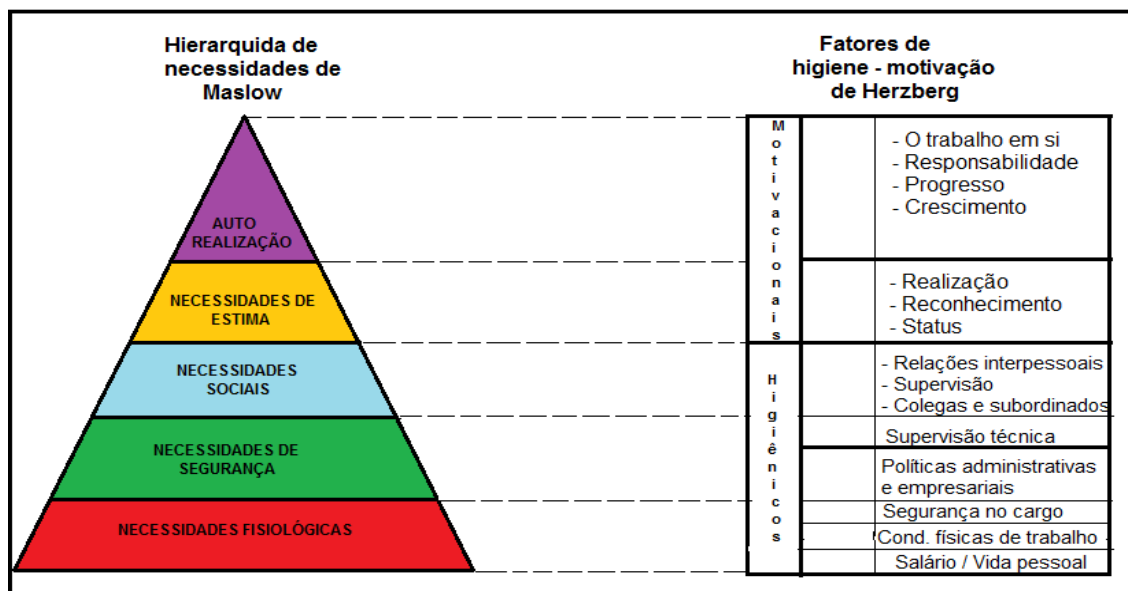 Hierarquida de
necessidades de
Maslow
AUTO
REALIZAÇÃO
NECESSIDADES DE
ESTIMA
NECESSIDADES
SOCIAIS
NECESSIDADES DE
SEGURANÇA
NECESSIDADES FISIOLÓGICAS
Fatores de
higiene - motivação
de Herzberg
Motivacionais
- O trabalho em si
- Responsabilidade
- Progresso
- Crescimento
- Realização
- Reconhecimento
- Status
Higiênicos
- Relações interpessoais
- Supervisão
- Colegas e subordinados
Supervisão técnica
Políticas administrativas
e empresariais
Segurança no cargo
Cond. físicas de trabalho
Salário / Vida pessoal